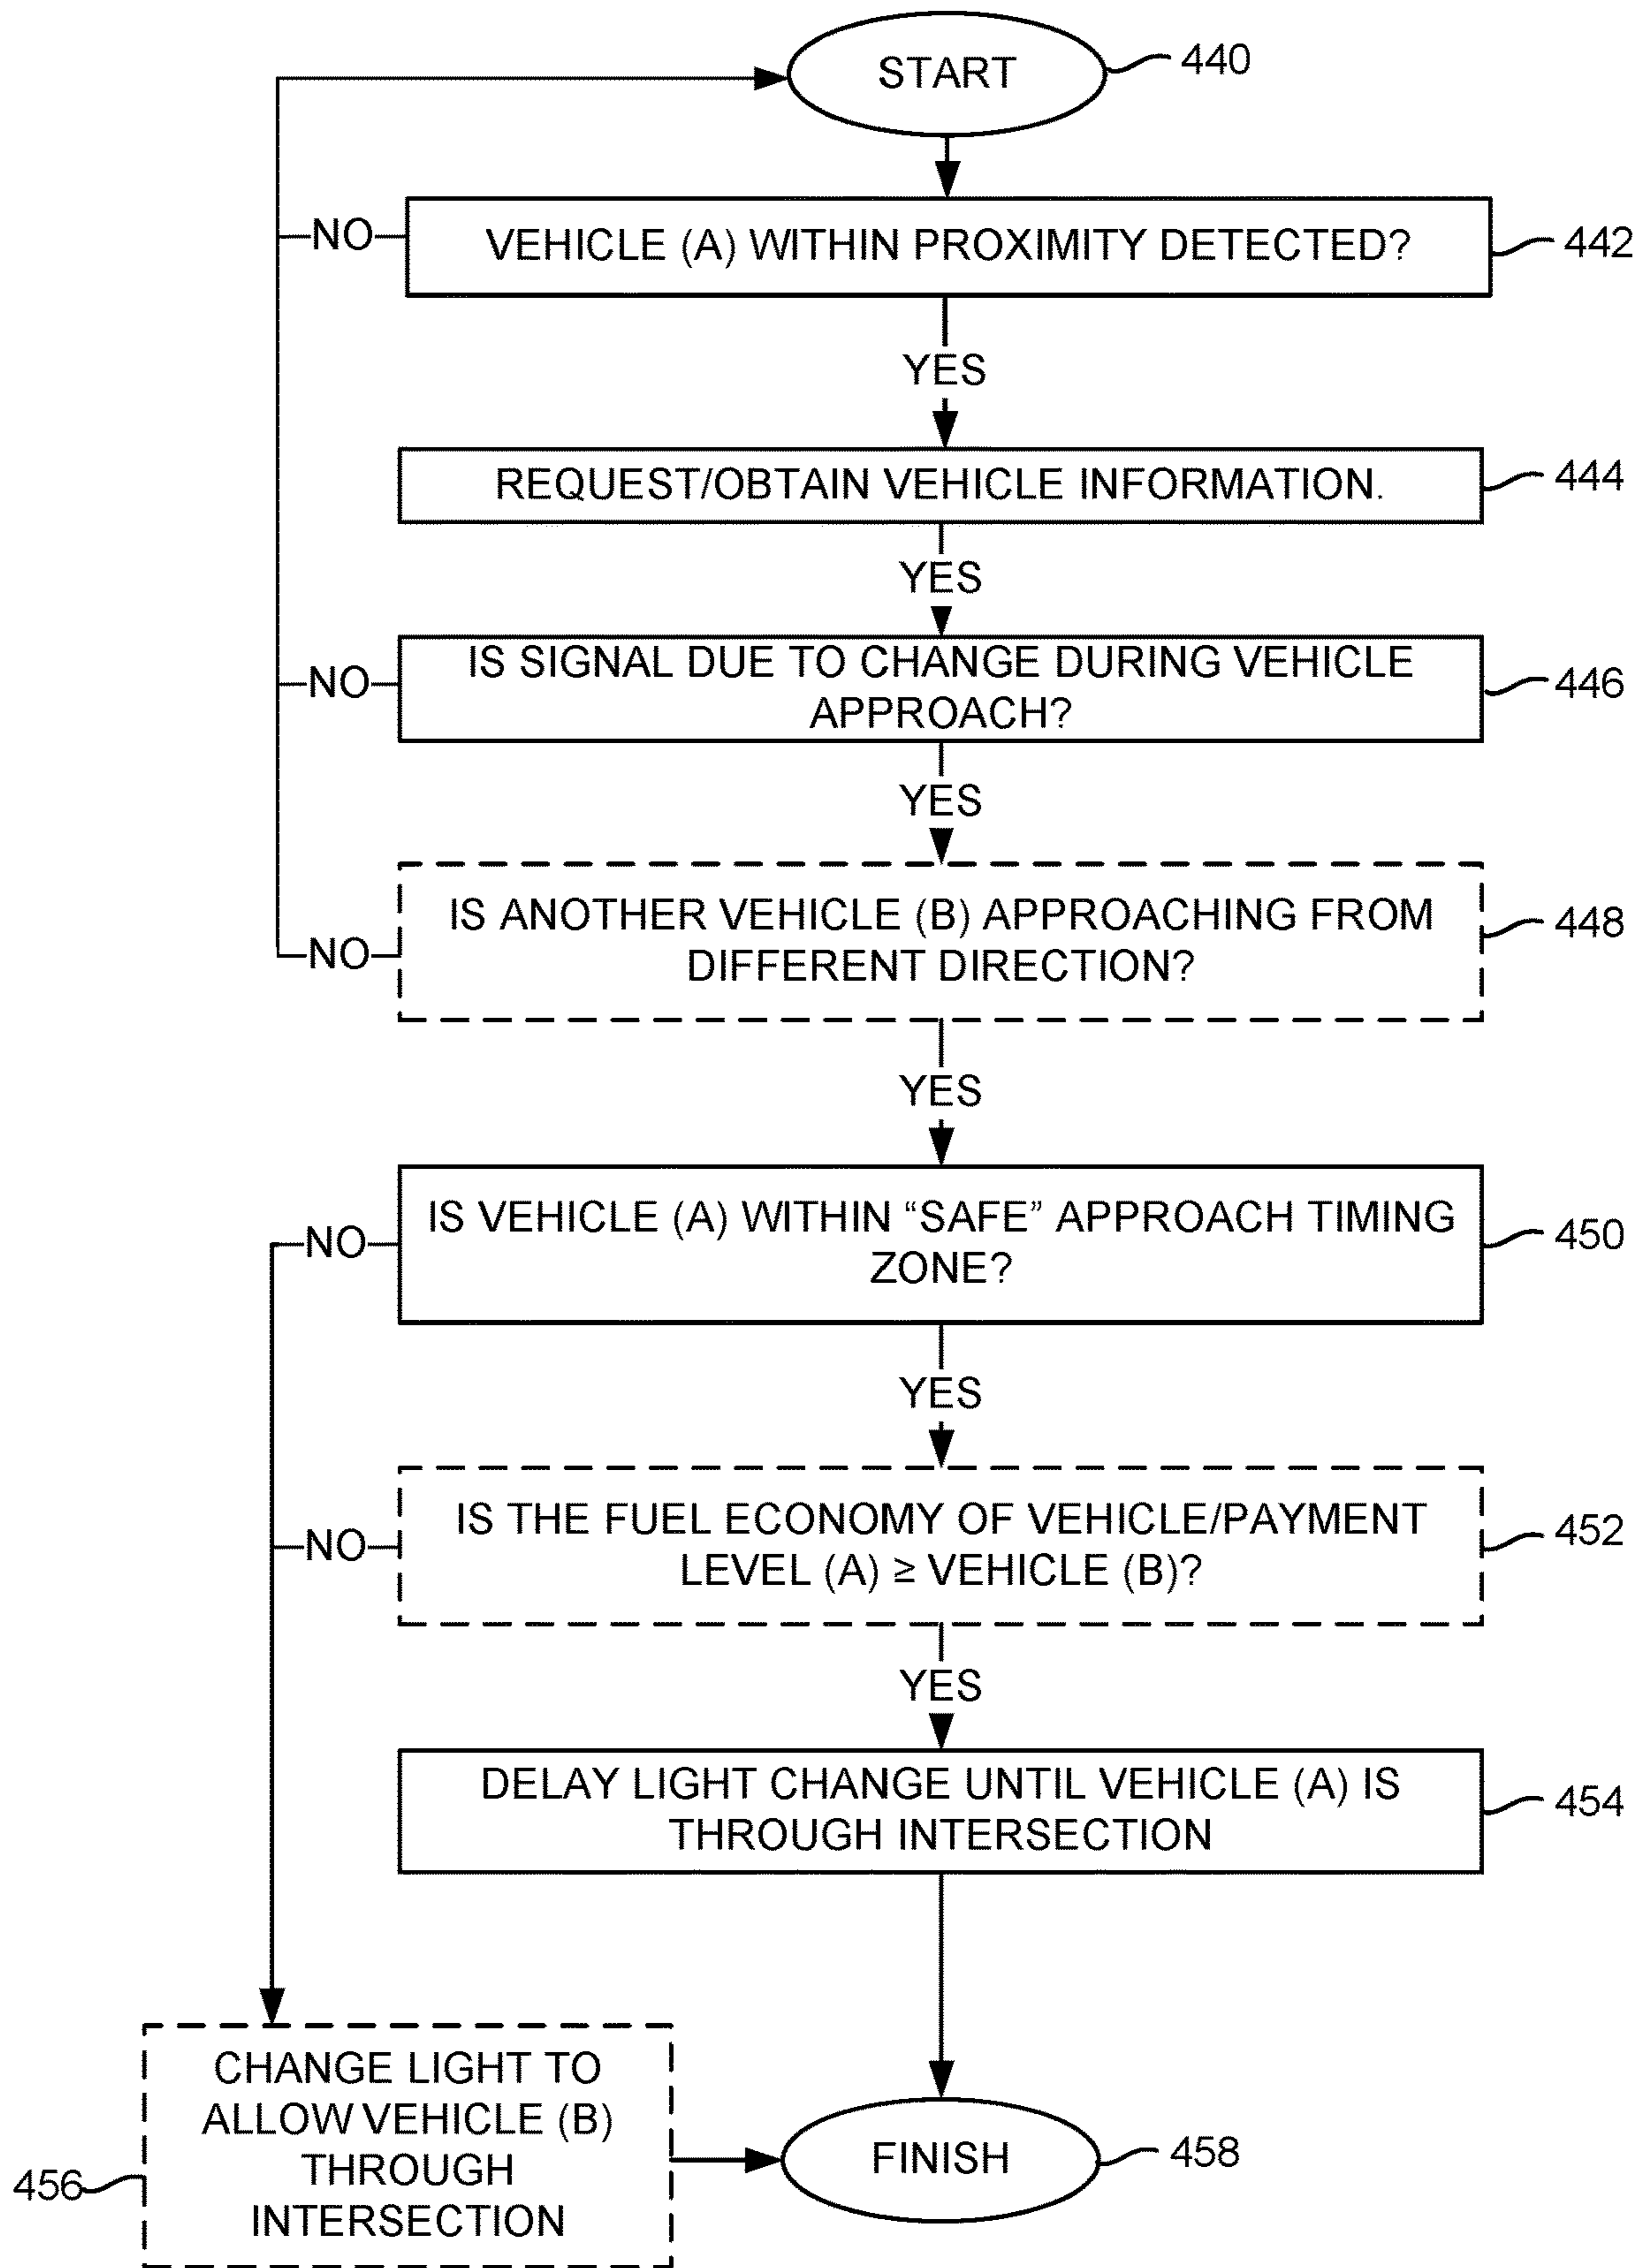 START
440
NO
VEHICLE (A) WITHIN PROXIMITY DETECTED?
442
YES
REQUEST/OBTAIN VEHICLE INFORMATION.
444
YES
NO
IS SIGNAL DUE TO CHANGE DURING VEHICLE
APPROACH?
446
YES
NO
IS ANOTHER VEHICLE (B) APPROACHING FROM
DIFFERENT DIRECTION?
448
YES
NO
IS VEHICLE (A) WITHIN “SAFE” APPROACH TIMING
ZONE?
450
YES
NO
IS THE FUEL ECONOMY OF VEHICLE/PAYMENT
LEVEL (A) ≥ VEHICLE (B)?
452
YES
DELAY LIGHT CHANGE UNTIL VEHICLE (A) IS
THROUGH INTERSECTION
454
CHANGE LIGHT TO
ALLOW VEHICLE (B)
THROUGH
INTERSECTION
456
FINISH
458